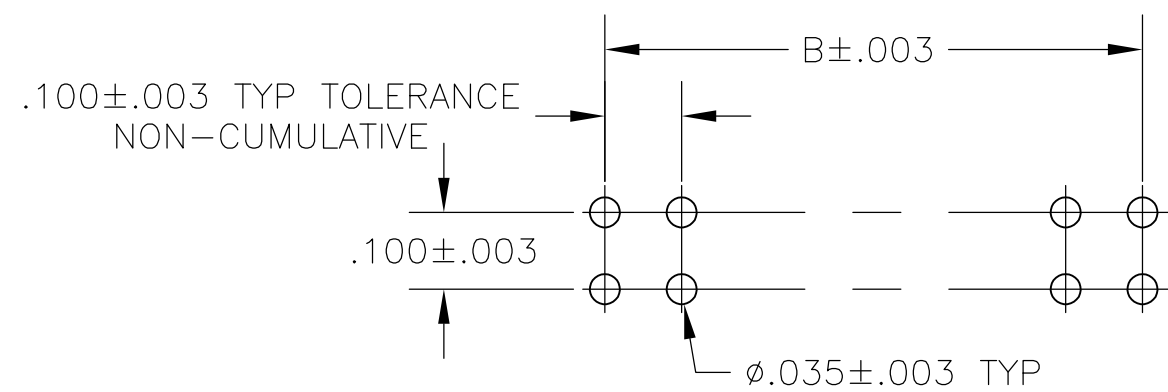 B±.003
.100±.003 TYP TOLERANCE
NON-CUMULATIVE
.100±.003
ø.035±.003 TYP